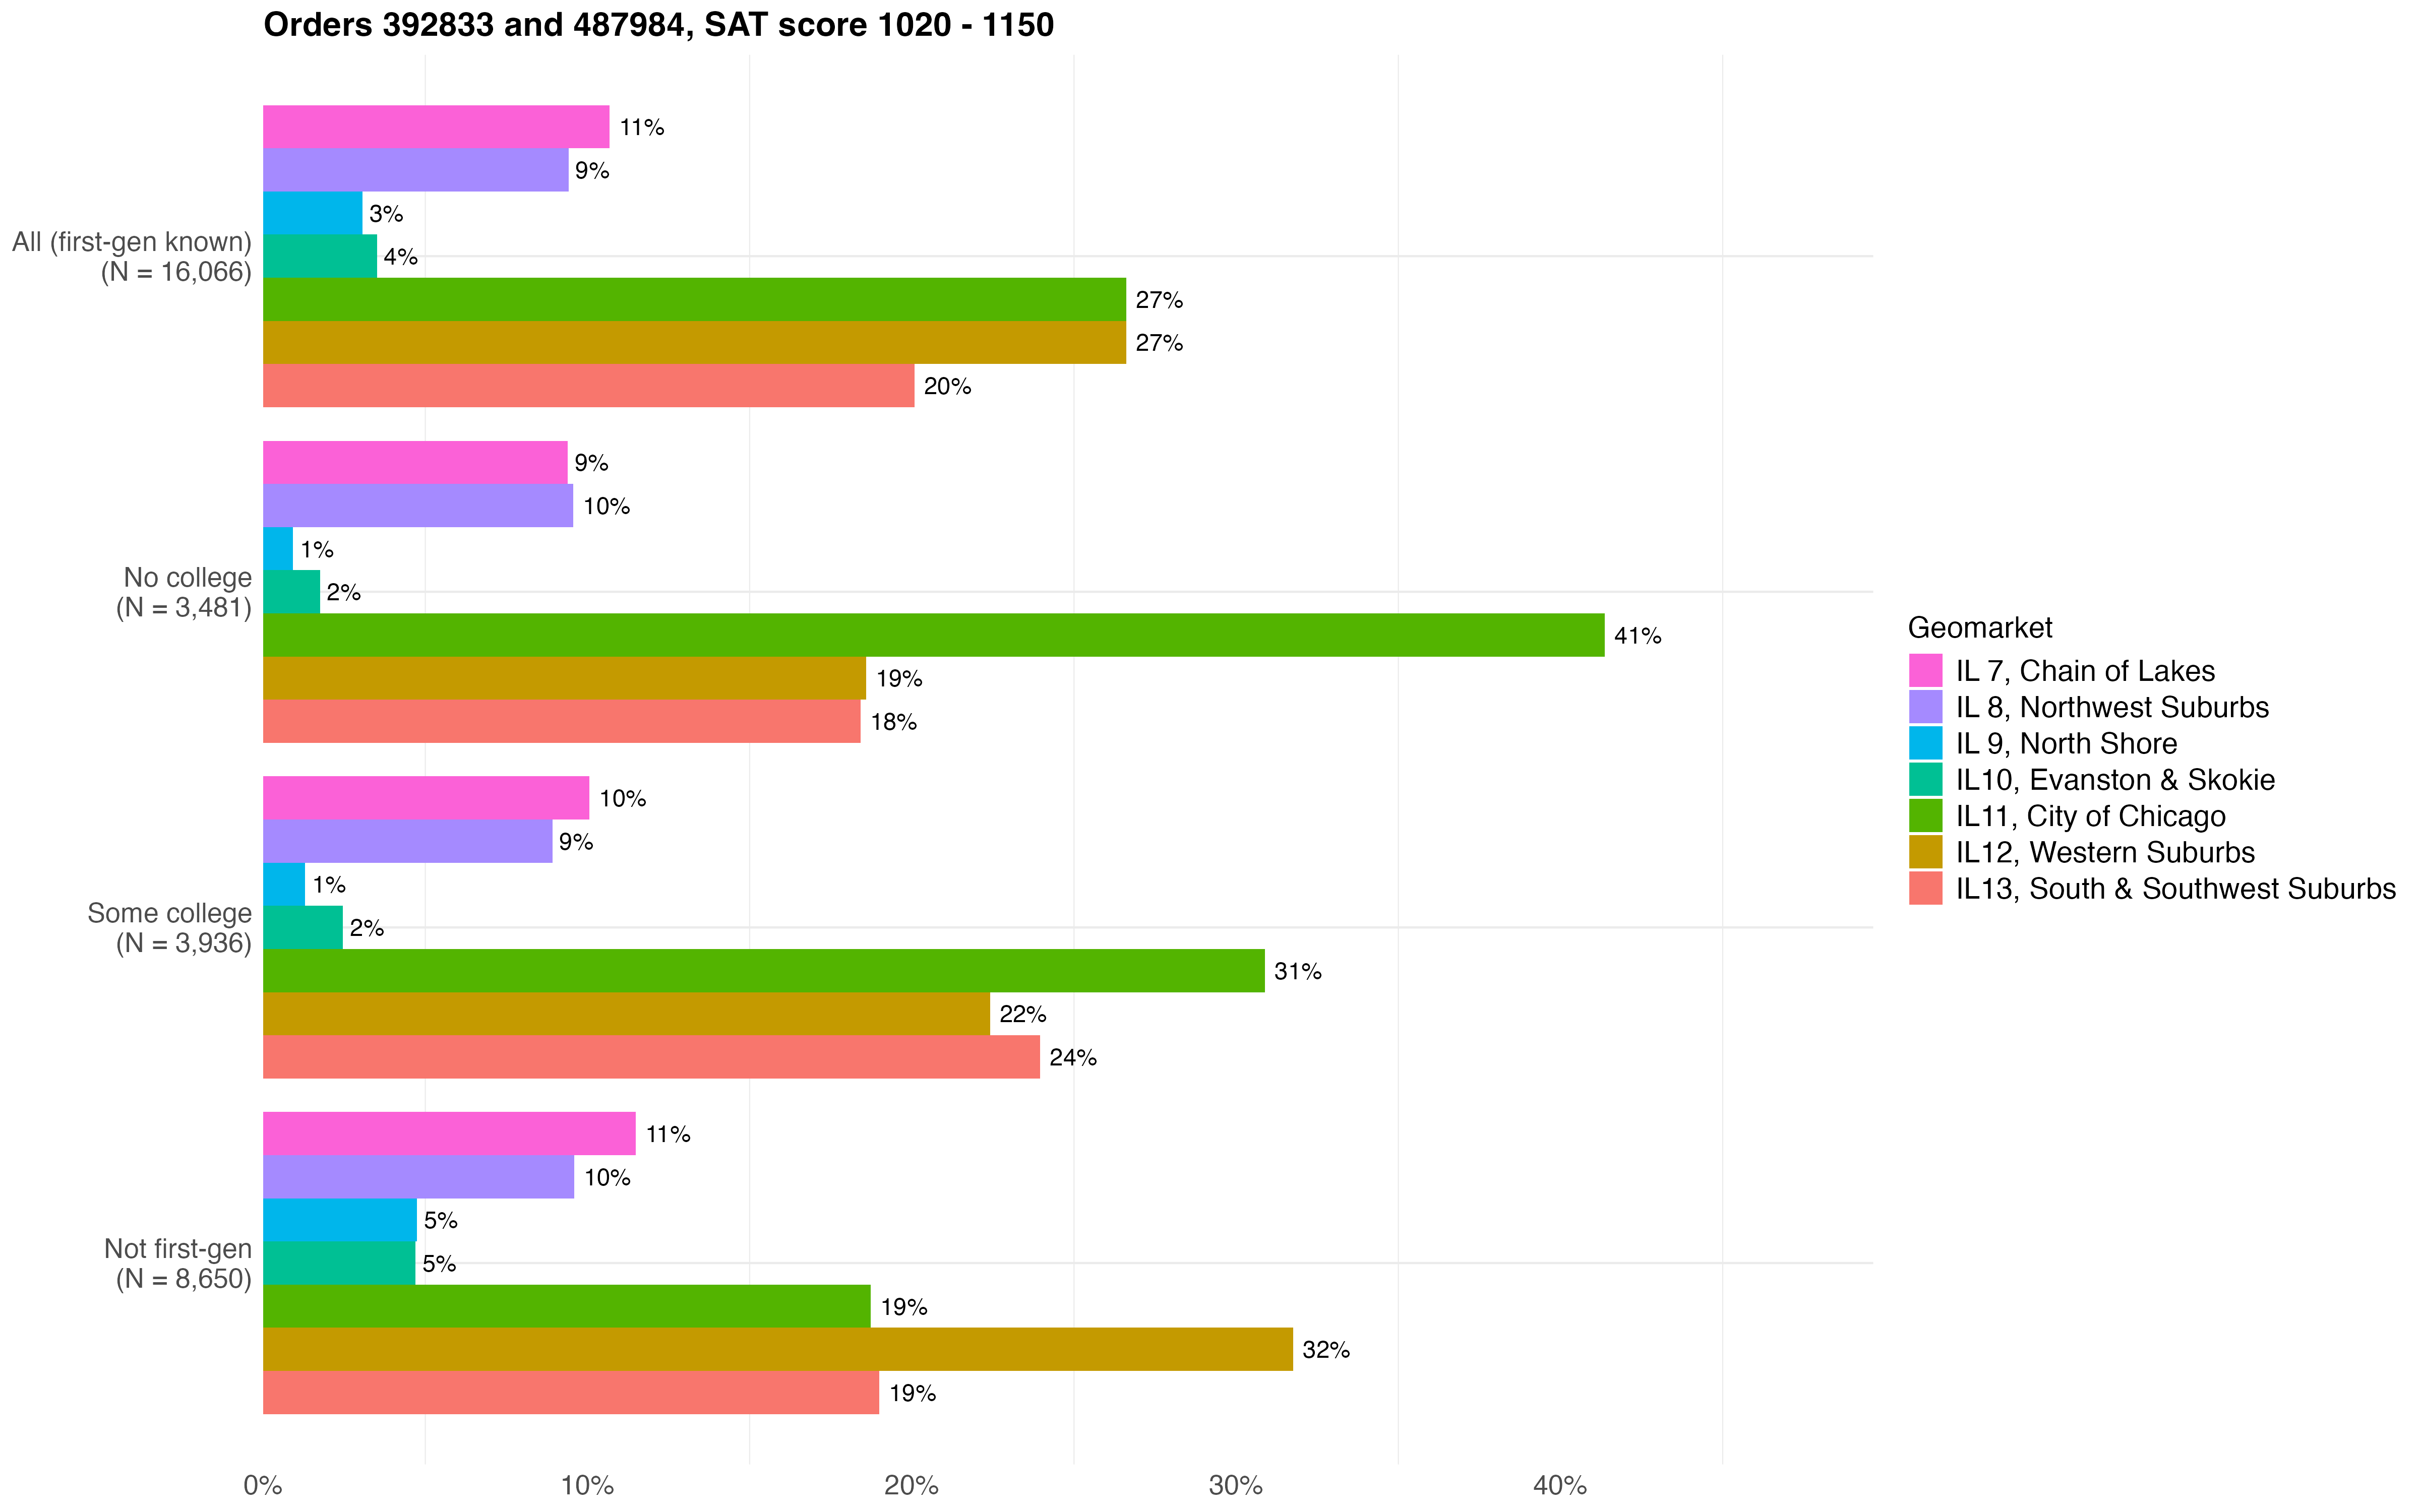 Orders 392833 and 487984, SAT score 1020 - 1150
All (first-gen known)
(N = 16,066)
11%
9%
3%
4%
27%
27%
20%
No college
(N = 3,481)
9%
10%
1%
2%
41%
19%
18%
Some college
(N = 3,936)
10%
9%
1%
2%
31%
22%
24%
Not first-gen
(N = 8,650)
11%
10%
5%
5%
19%
32%
19%
0% 10% 20% 30% 40%
Geomarket
IL 7, Chain of Lakes
IL 8, Northwest Suburbs
IL 9, North Shore
IL10, Evanston & Skokie
IL11, City of Chicago
IL12, Western Suburbs
IL13, South & Southwest Suburbs